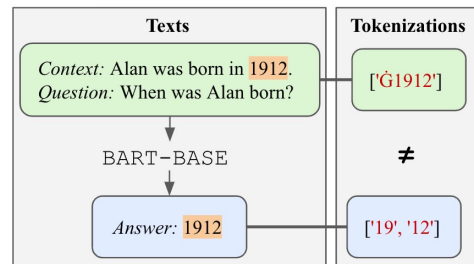 Texts
Tokenizations
Context: Alan was born in 1912.
Question: When was Alan born?
['Ġ1912']
BART-BASE
≠
Answer: 1912
['19', '12']